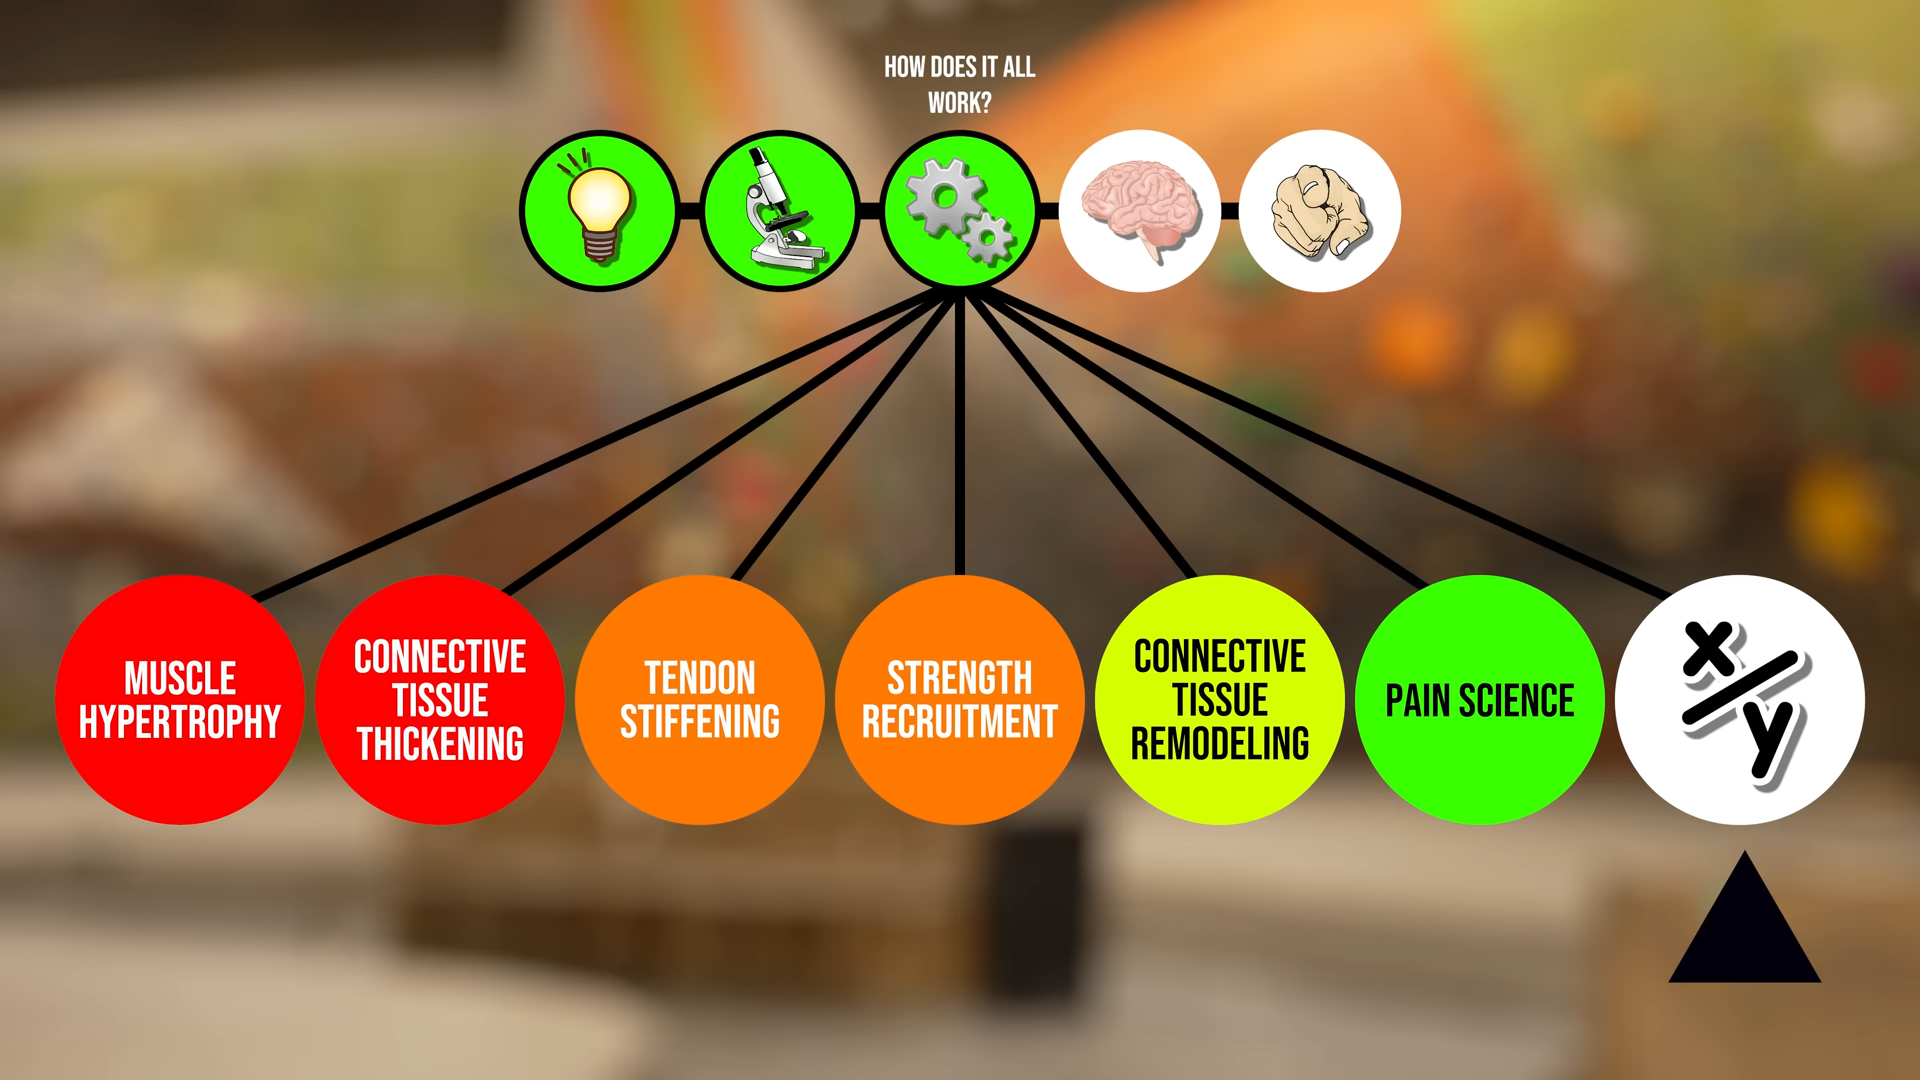 HOW DOES IT ALL
WORK?
MUSCLE
HYPERTROPHY
CONNECTIVE
TISSUE
THICKENING
TENDON
STIFFENING
STRENGTH
RECRUITMENT
CONNECTIVE
TISSUE
REMODELING
PAIN SCIENCE
x/y